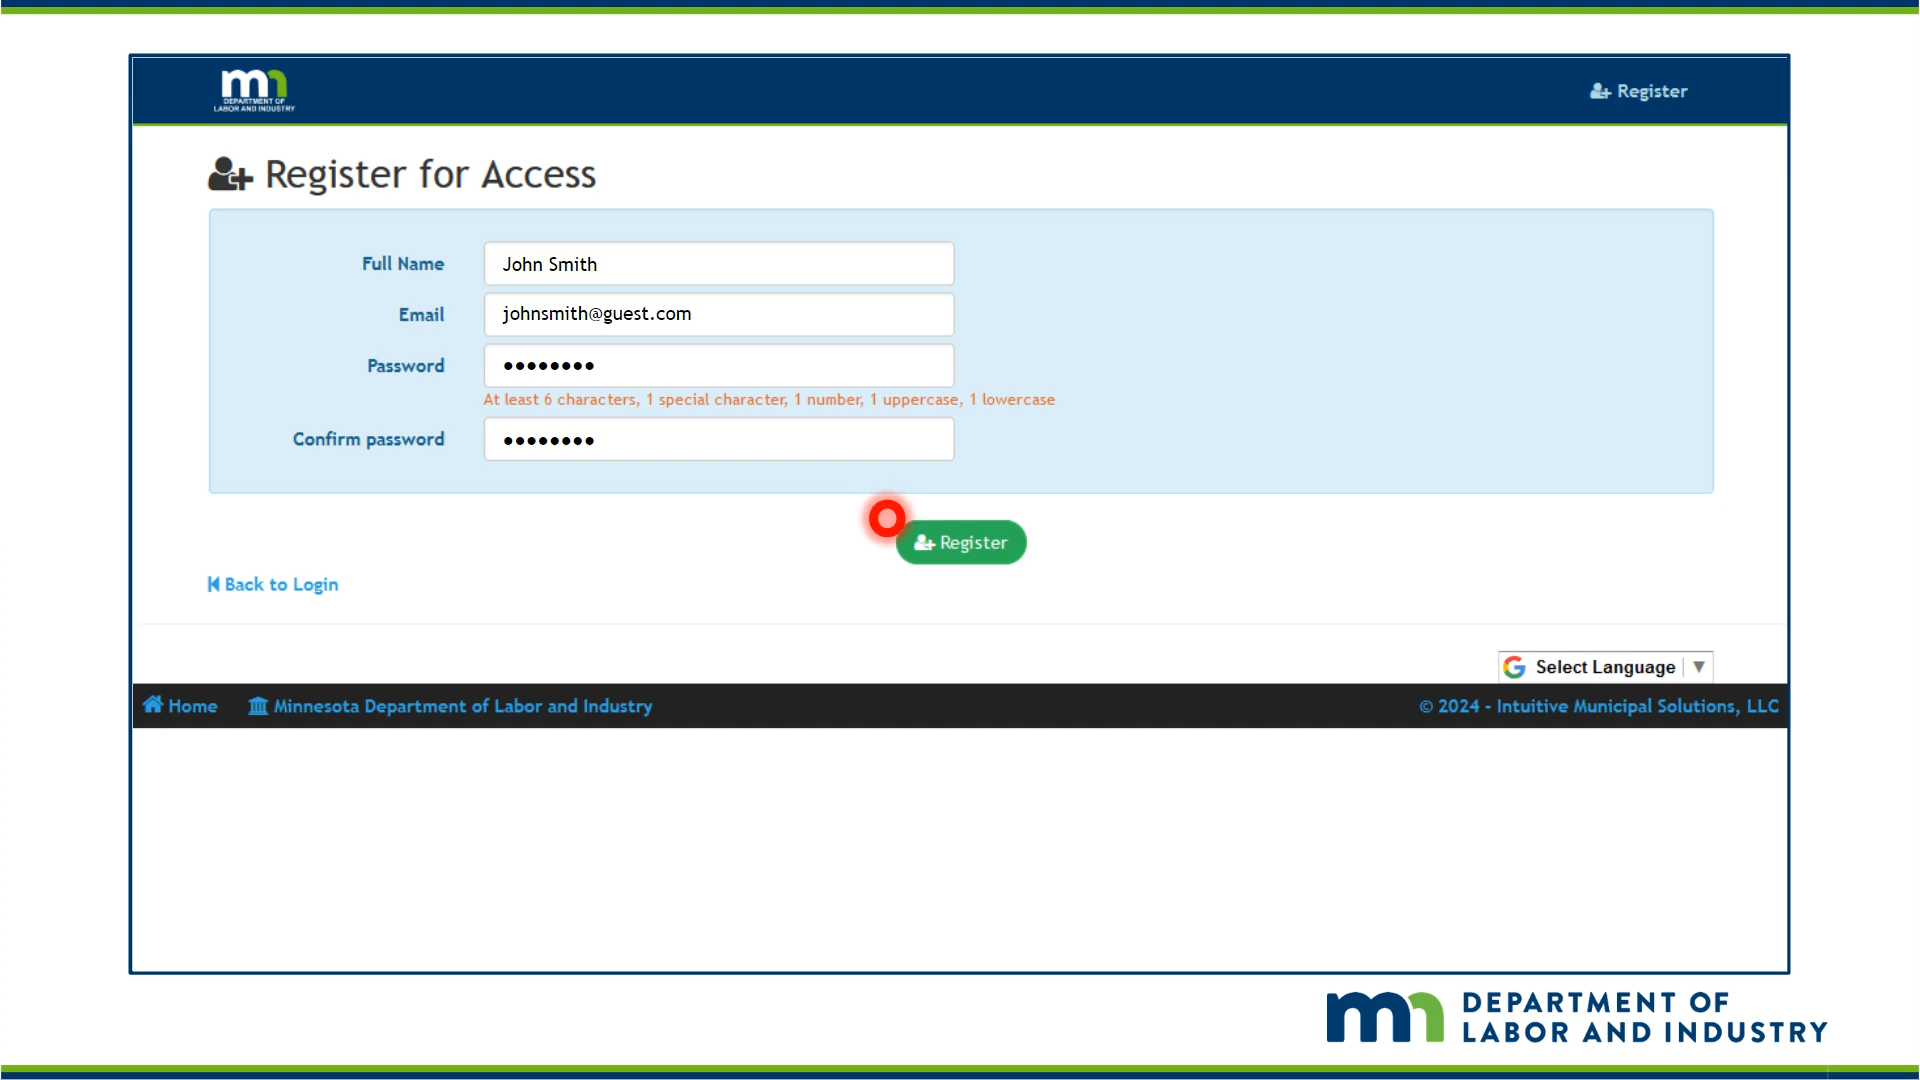 mn
DEPARTMENT OF
LABOR AND INDUSTRY
Register
Register for Access
Full Name
John Smith
Email
johnsmith@guest.com
Password
••••••••
At least 6 characters, 1 special character, 1 number, 1 uppercase, 1 lowercase
Confirm password
••••••••
Register
Back to Login
G Select Language ▼
Home Minnesota Department of Labor and Industry © 2024 - Intuitive Municipal Solutions, LLC
mn DEPARTMENT OF
LABOR AND INDUSTRY